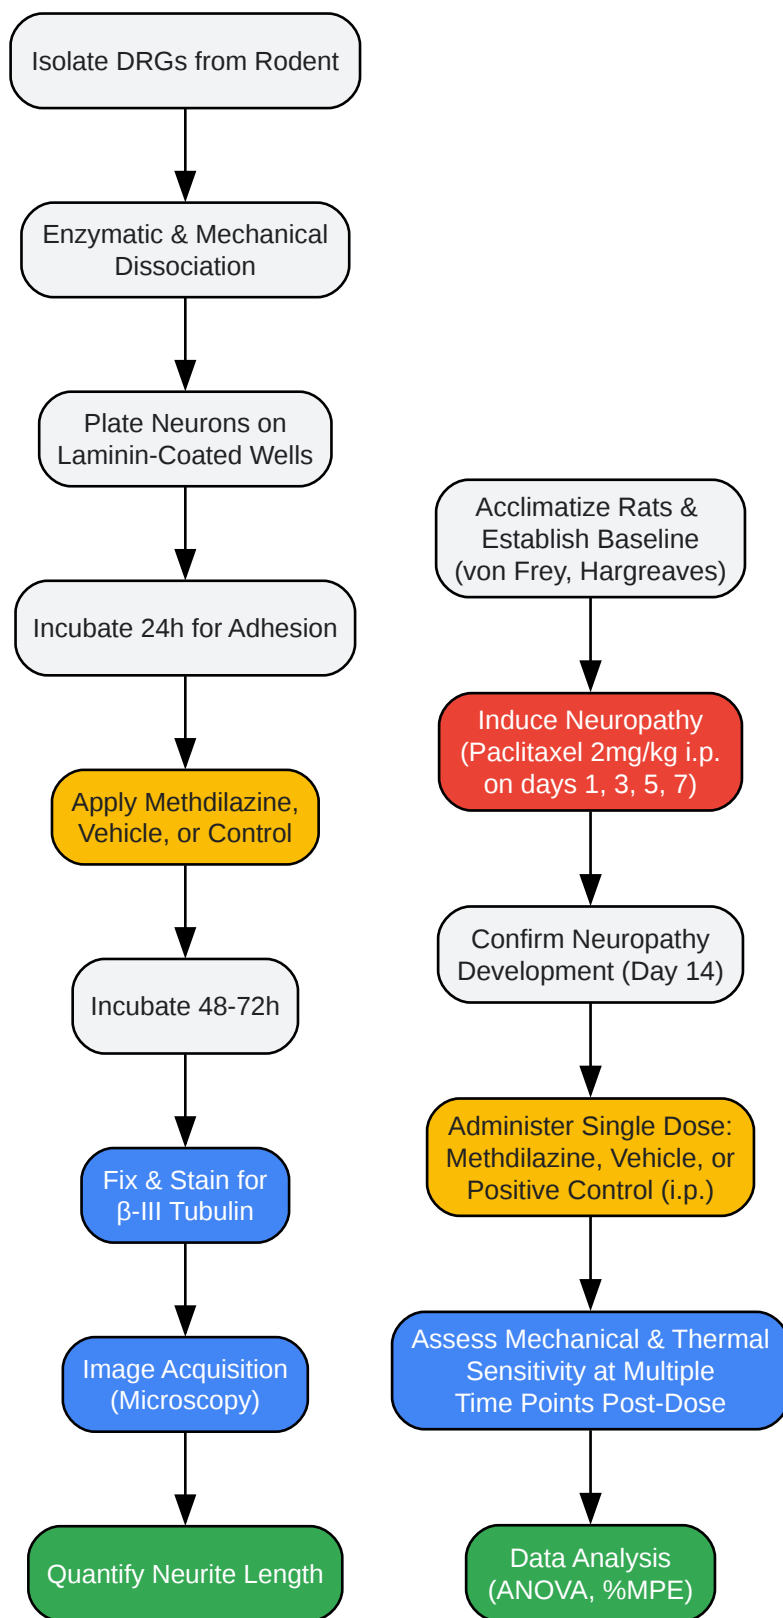 Isolate DRGs from Rodent
Enzymatic & Mechanical
Dissociation
Plate Neurons on
Laminin-Coated Wells
Incubate 24h for Adhesion
Apply Methdilazine,
Vehicle, or Control
Incubate 48-72h
Fix & Stain for
β-III Tubulin
Image Acquisition
(Microscopy)
Quantify Neurite Length
Acclimatize Rats &
Establish Baseline
(von Frey, Hargreaves)
Induce Neuropathy
(Paclitaxel 2mg/kg i.p.
on days 1, 3, 5, 7)
Confirm Neuropathy
Development (Day 14)
Administer Single Dose:
Methdilazine, Vehicle, or
Positive Control (i.p.)
Assess Mechanical & Thermal
Sensitivity at Multiple
Time Points Post-Dose
Data Analysis
(ANOVA, %MPE)